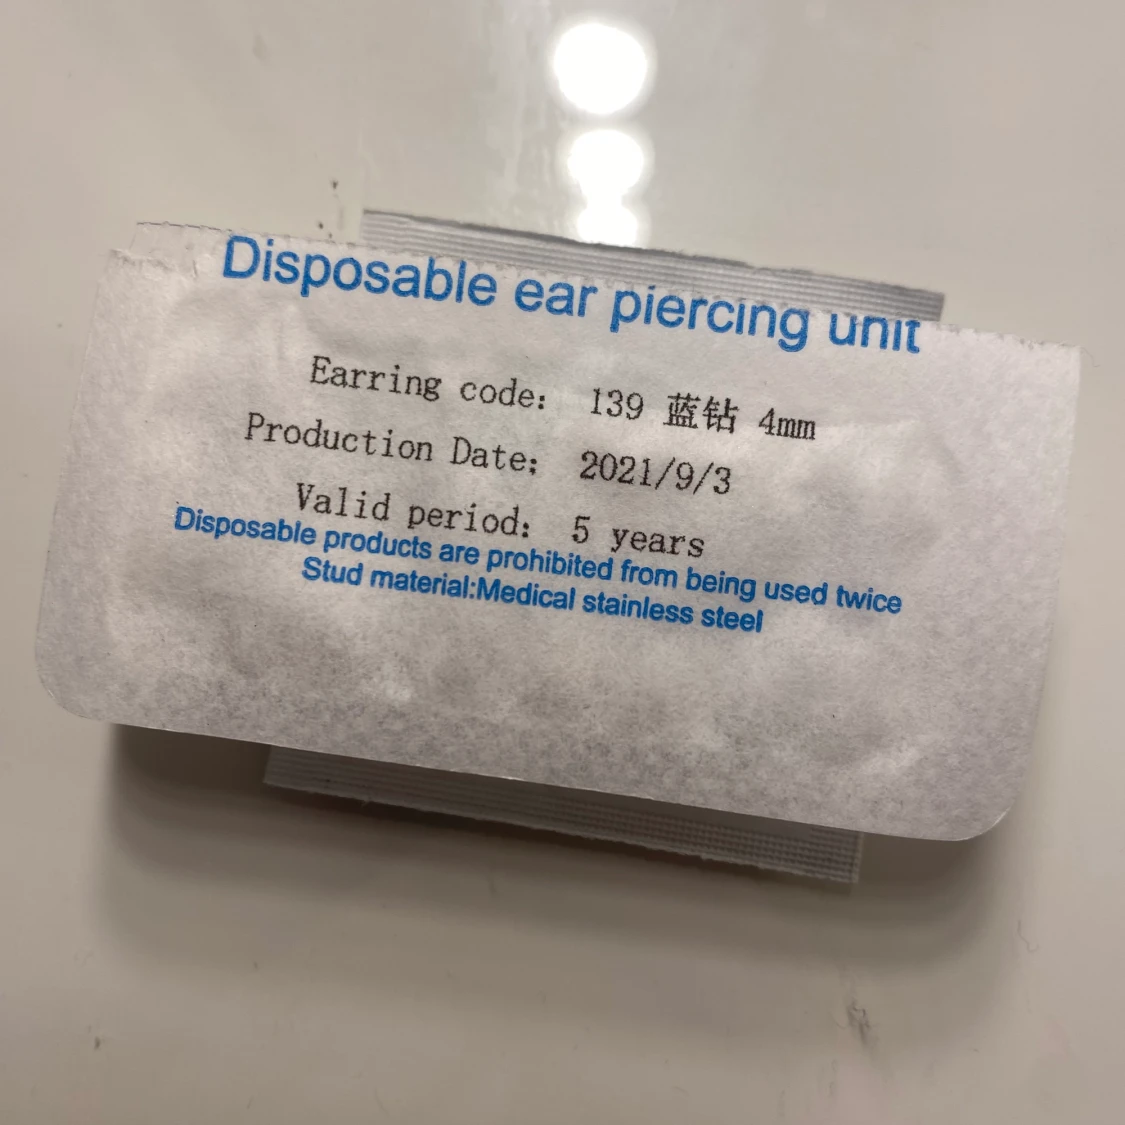 Disposable ear piercing unit
Earring code: 139 蓝钻 4mm
Production Date: 2021/9/3
Valid period: 5 years
Disposable products are prohibited from being used twice
Stud material:Medical stainless steel